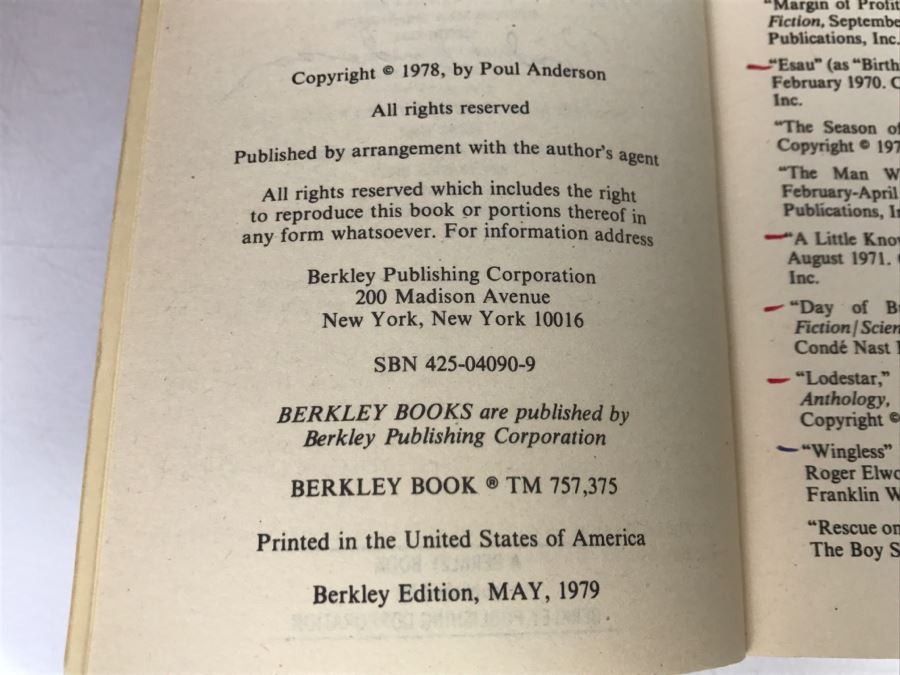 Copyright © 1978, by Poul Anderson
All rights reserved
Published by arrangement with the author's agent
All rights reserved which includes the right
to reproduce this book or portions thereof in
any form whatsoever. For information address
Berkley Publishing Corporation
200 Madison Avenue
New York, New York 10016
SBN 425-04090-9
BERKLEY BOOKS are published by
Berkley Publishing Corporation
BERKLEY BOOK ® TM 757,375
Printed in the United States of America
Berkley Edition, MAY, 1979
"Margin of Profit
Fiction, Septembe
Publications, Inc.
"Esau" (as "Birth
February 1970. C
Inc.
"The Season of
Copyright © 197
"The Man W
February-April
Publications, I
"A Little Kno
August 1971.
Inc.
"Day of B
Fiction/Scien
Condé Nast
"Lodestar,"
Anthology,
Copyright ©
"Wingless"
Roger Elwo
Franklin W
"Rescue on
The Boy S